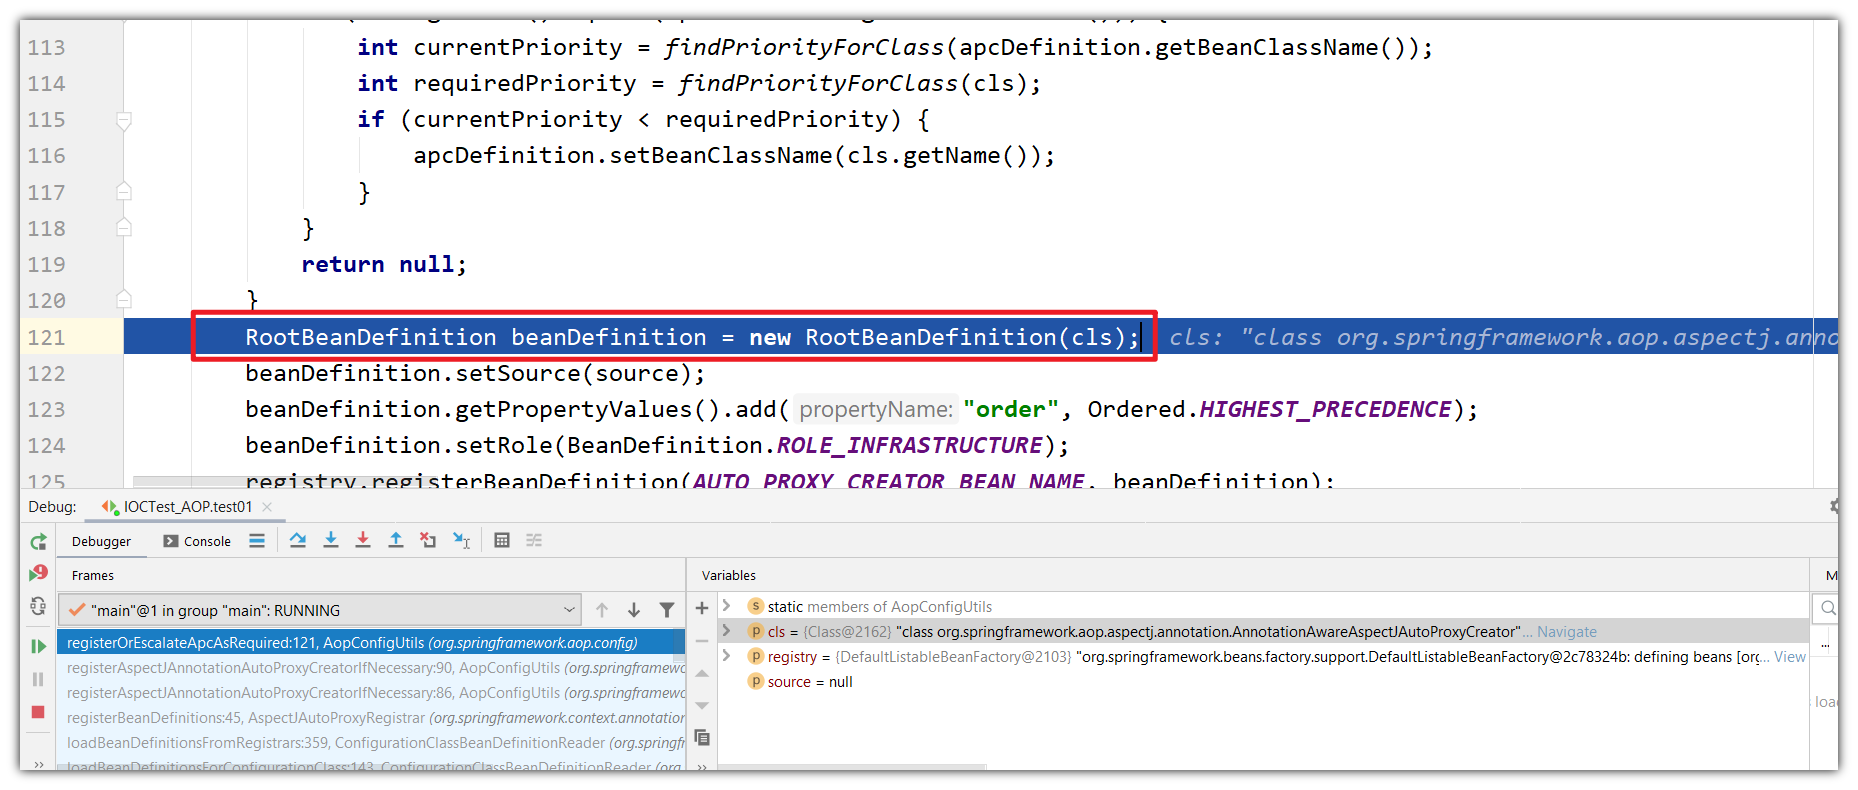 113 int currentPriority = findPriorityForClass(apcDefinition.getBeanClassName());
114 int requiredPriority = findPriorityForClass(cls);
115 if (currentPriority < requiredPriority) {
116 apcDefinition.setBeanClassName(cls.getName());
117 }
118 }
119 return null;
120 }
121 RootBeanDefinition beanDefinition = new RootBeanDefinition(cls); cls: "class org.springframework.aop.aspectj.anno
122 beanDefinition.setSource(source);
123 beanDefinition.getPropertyValues().add( propertyName: "order", Ordered.HIGHEST_PRECEDENCE);
124 beanDefinition.setRole(BeanDefinition.ROLE_INFRASTRUCTURE);
125 registry.registerBeanDefinition(AUTO_PROXY_CREATOR_BEAN_NAME, beanDefinition);
Debug: IOCTest_AOP.test01
Debugger Console
Frames
Variables
"main"@1 in group "main": RUNNING
registerOrEscalateApcAsRequired:121, AopConfigUtils (org.springframework.aop.config)
registerAspectJAnnotationAutoProxyCreatorIfNecessary:90, AopConfigUtils (org.springframewo
registerAspectJAnnotationAutoProxyCreatorIfNecessary:86, AopConfigUtils (org.springframewo
registerBeanDefinitions:45, AspectJAutoProxyRegistrar (org.springframework.context.annotation
loadBeanDefinitionsFromRegistrars:359, ConfigurationClassBeanDefinitionReader (org.springf
loadBeanDefinitionsForConfigurationClass:143, ConfigurationClassBeanDefinitionReader (org
static members of AopConfigUtils
cls = {Class@2162} "class org.springframework.aop.aspectj.annotation.AnnotationAwareAspectJAutoProxyCreator"... Navigate
registry = {DefaultListableBeanFactory@2103} "org.springframework.beans.factory.support.DefaultListableBeanFactory@2c78324b: defining beans [org... View
source = null
M
...
loa